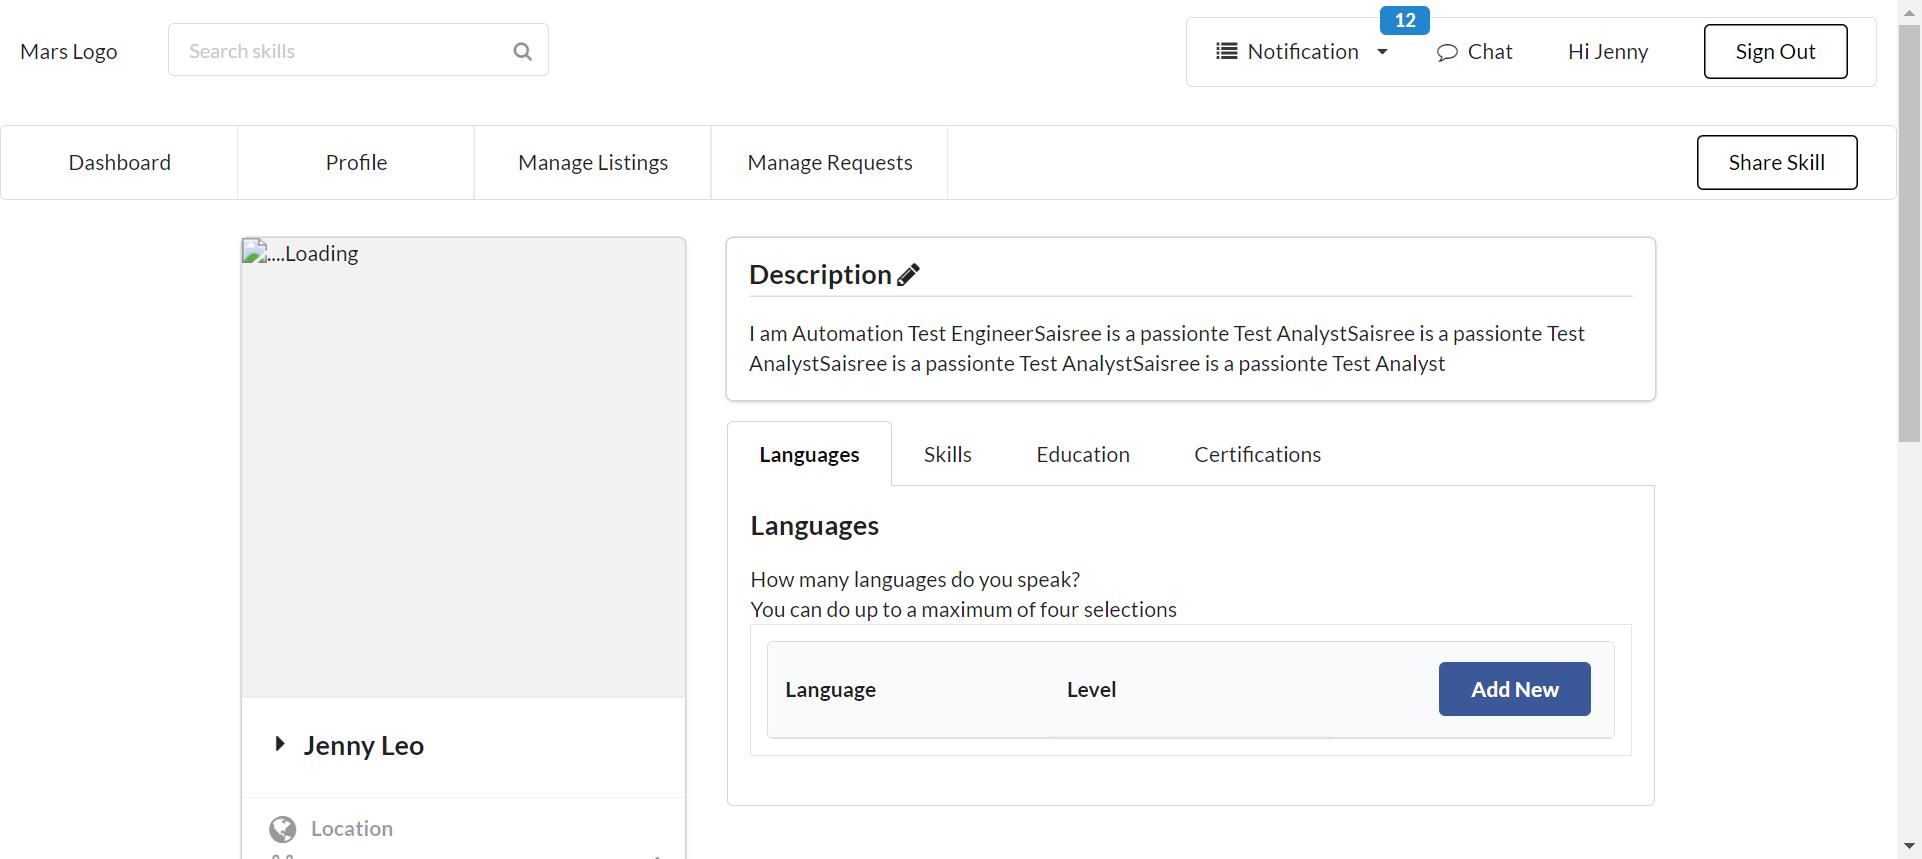 Mars Logo
Search skills
Notification
12
Chat
Hi Jenny
Sign Out
Dashboard
Profile
Manage Listings
Manage Requests
Share Skill
....Loading
Jenny Leo
Location
Description
I am Automation Test EngineerSaisree is a passionte Test AnalystSaisree is a passionte Test
AnalystSaisree is a passionte Test AnalystSaisree is a passionte Test Analyst
Languages
Skills
Education
Certifications
Languages
How many languages do you speak?
You can do up to a maximum of four selections
Language
Level
Add New